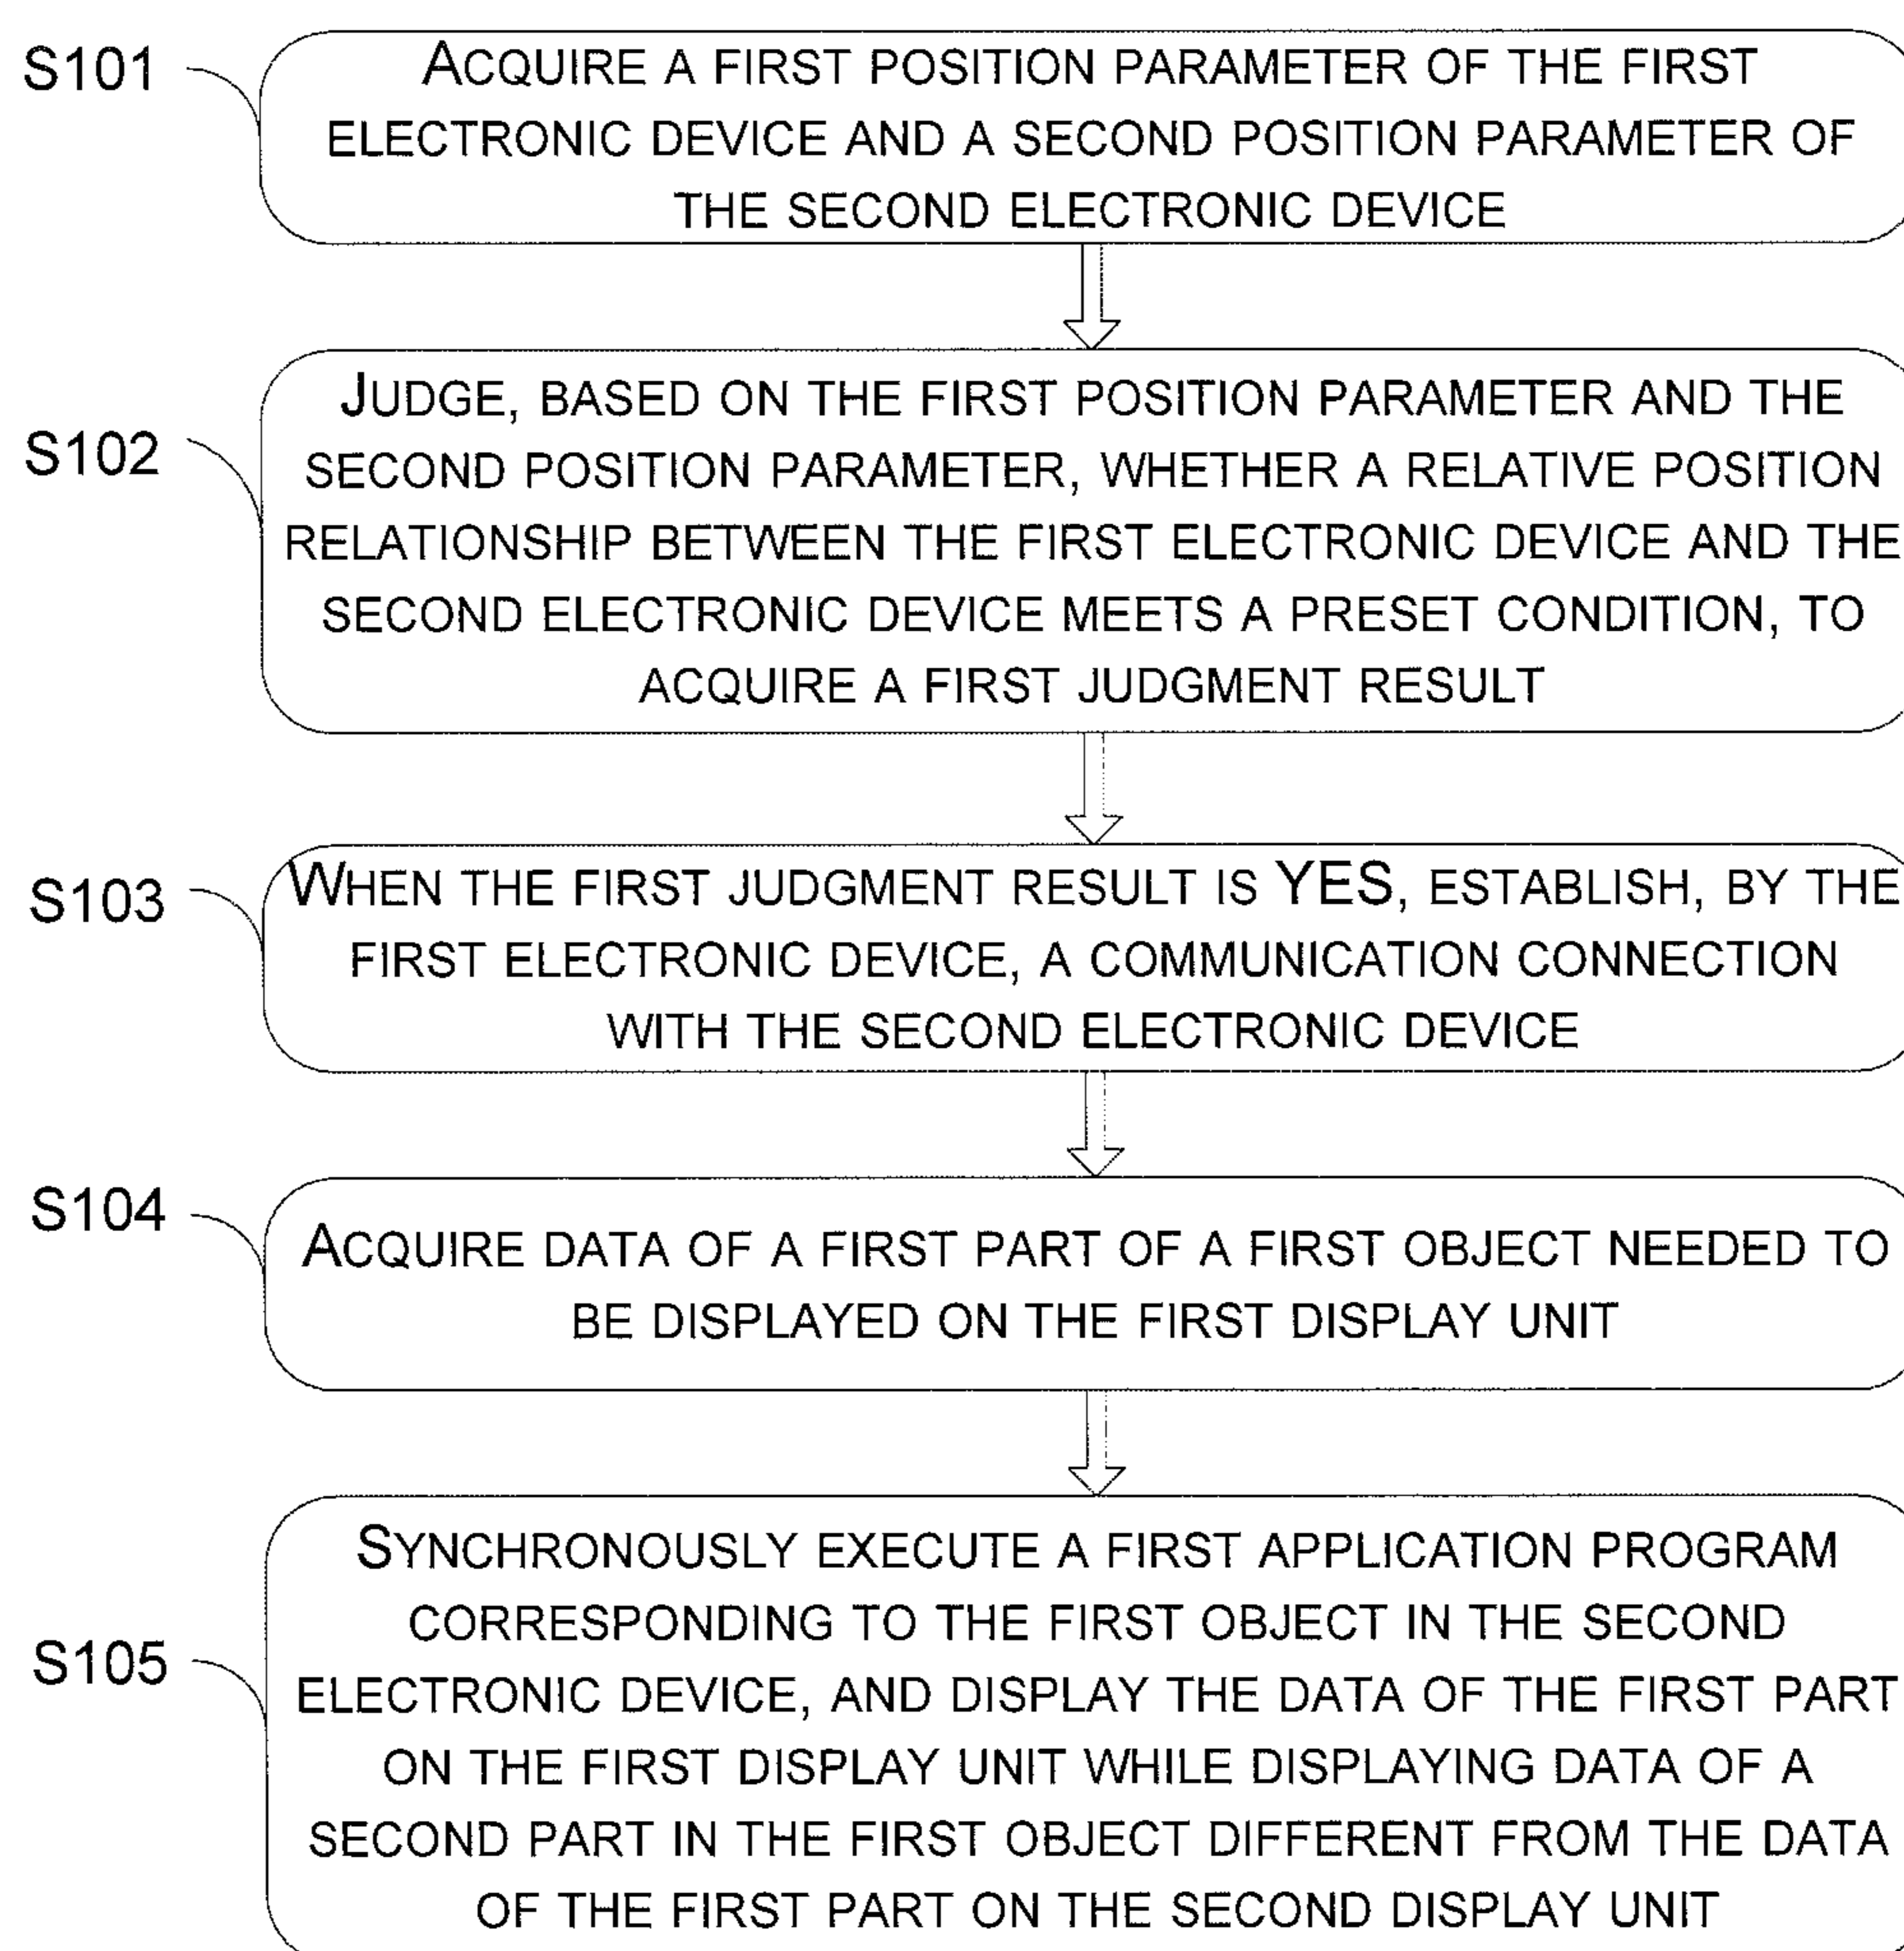 S101
ACQUIRE A FIRST POSITION PARAMETER OF THE FIRST
ELECTRONIC DEVICE AND A SECOND POSITION PARAMETER OF
THE SECOND ELECTRONIC DEVICE
S102
JUDGE, BASED ON THE FIRST POSITION PARAMETER AND THE
SECOND POSITION PARAMETER, WHETHER A RELATIVE POSITION
RELATIONSHIP BETWEEN THE FIRST ELECTRONIC DEVICE AND THE
SECOND ELECTRONIC DEVICE MEETS A PRESET CONDITION, TO
ACQUIRE A FIRST JUDGMENT RESULT
S103
WHEN THE FIRST JUDGMENT RESULT IS YES, ESTABLISH, BY THE
FIRST ELECTRONIC DEVICE, A COMMUNICATION CONNECTION
WITH THE SECOND ELECTRONIC DEVICE
S104
ACQUIRE DATA OF A FIRST PART OF A FIRST OBJECT NEEDED TO
BE DISPLAYED ON THE FIRST DISPLAY UNIT
S105
SYNCHRONOUSLY EXECUTE A FIRST APPLICATION PROGRAM
CORRESPONDING TO THE FIRST OBJECT IN THE SECOND
ELECTRONIC DEVICE, AND DISPLAY THE DATA OF THE FIRST PART
ON THE FIRST DISPLAY UNIT WHILE DISPLAYING DATA OF A
SECOND PART IN THE FIRST OBJECT DIFFERENT FROM THE DATA
OF THE FIRST PART ON THE SECOND DISPLAY UNIT